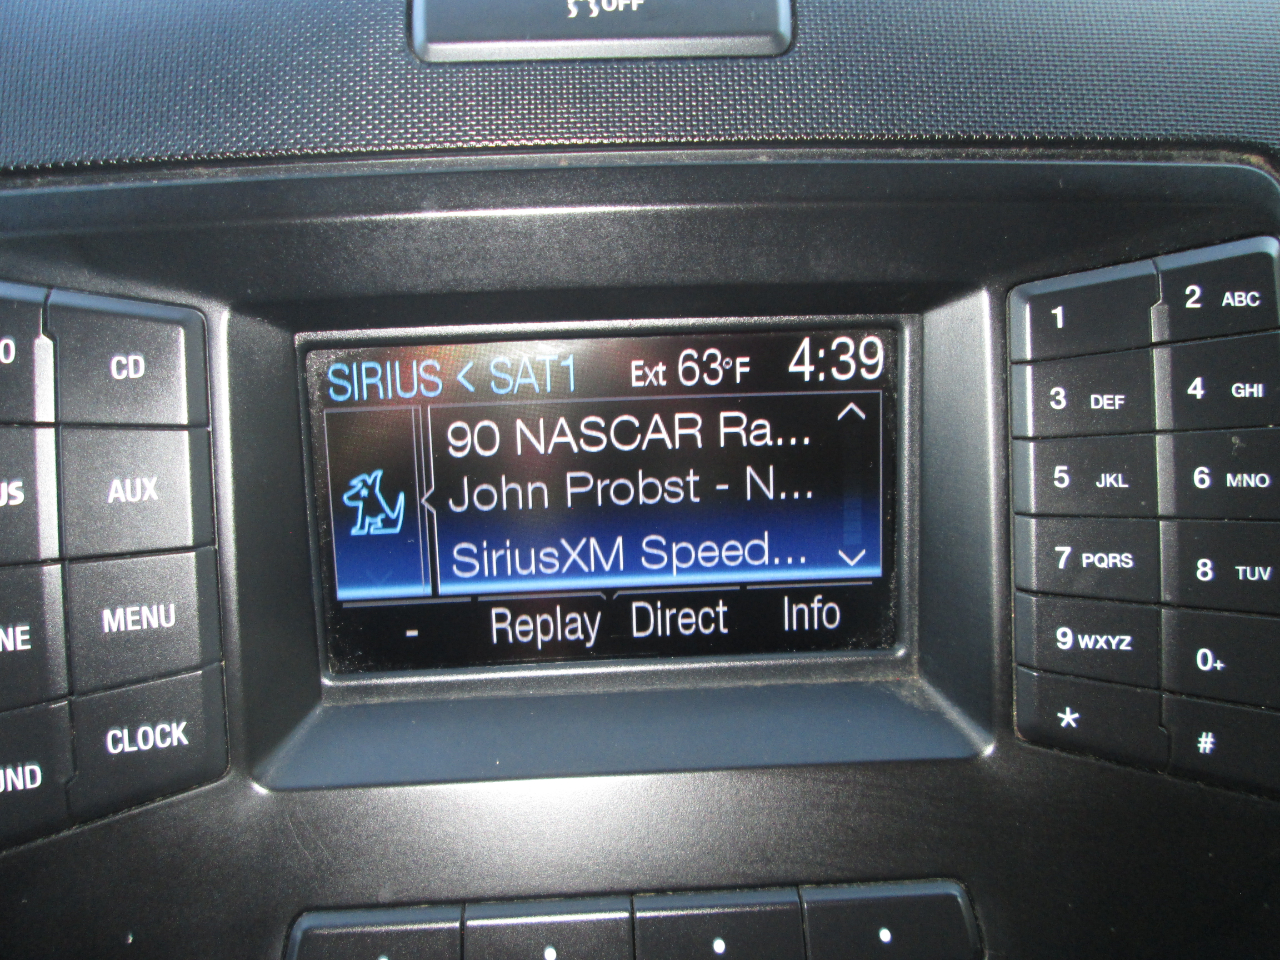 OFF
CD
AUX
MENU
CLOCK
SIRIUS < SAT1 Ext 63°F 4:39
90 NASCAR Ra...
John Probst - N...
SiriusXM Speed...
- Replay Direct Info
1
2 ABC
3 DEF
4 GHI
5 JKL
6 MNO
7 PQRS
8 TUV
9 WXYZ
0+
*
#